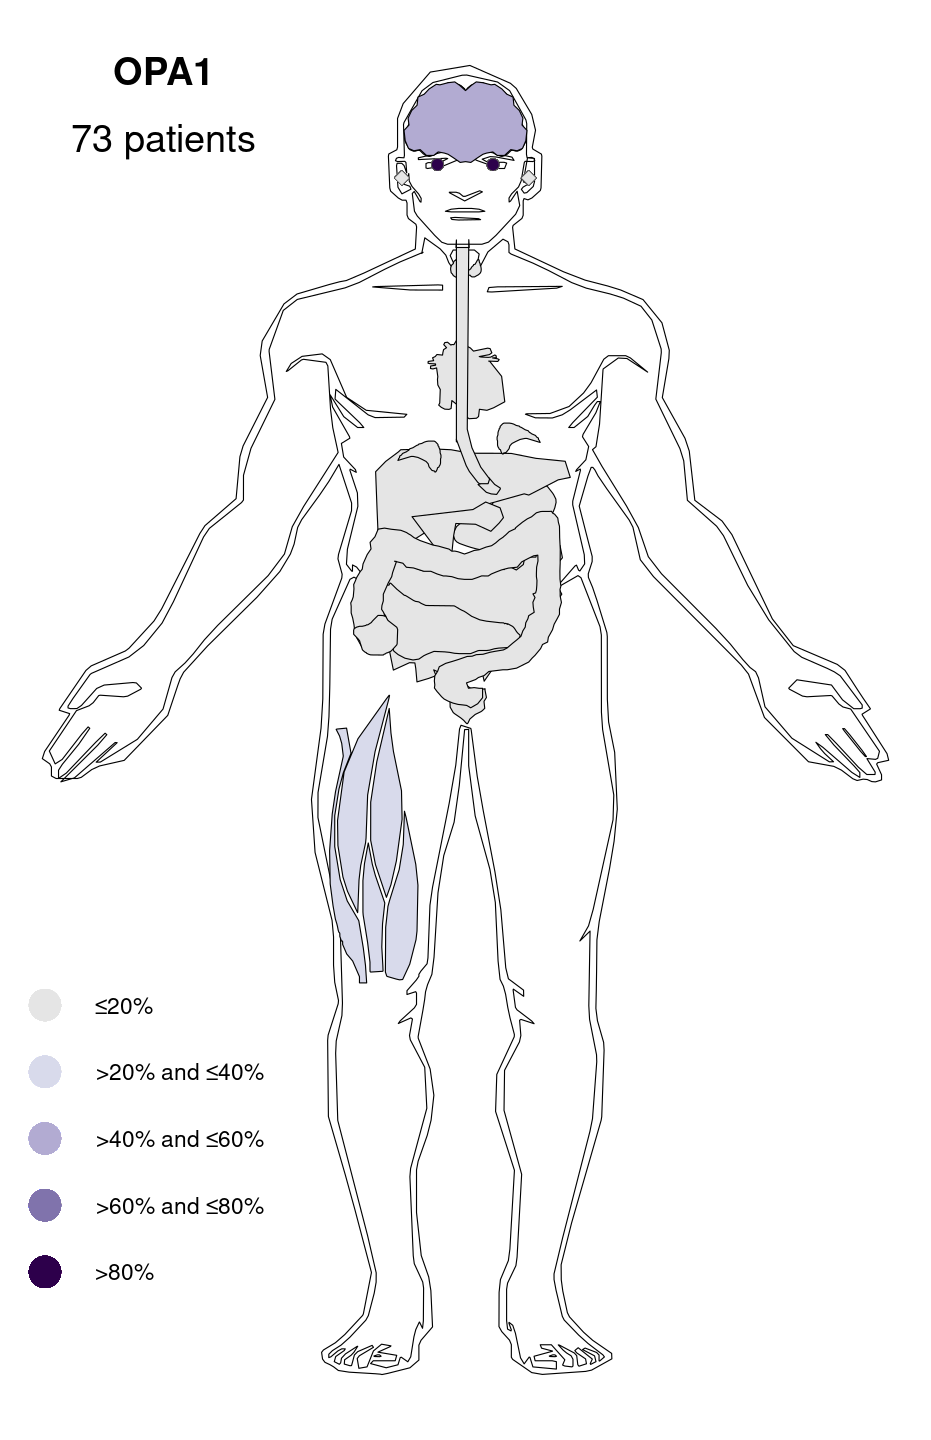 OPA1
73 patients
≤20%
>20% and ≤40%
>40% and ≤60%
>60% and ≤80%
>80%